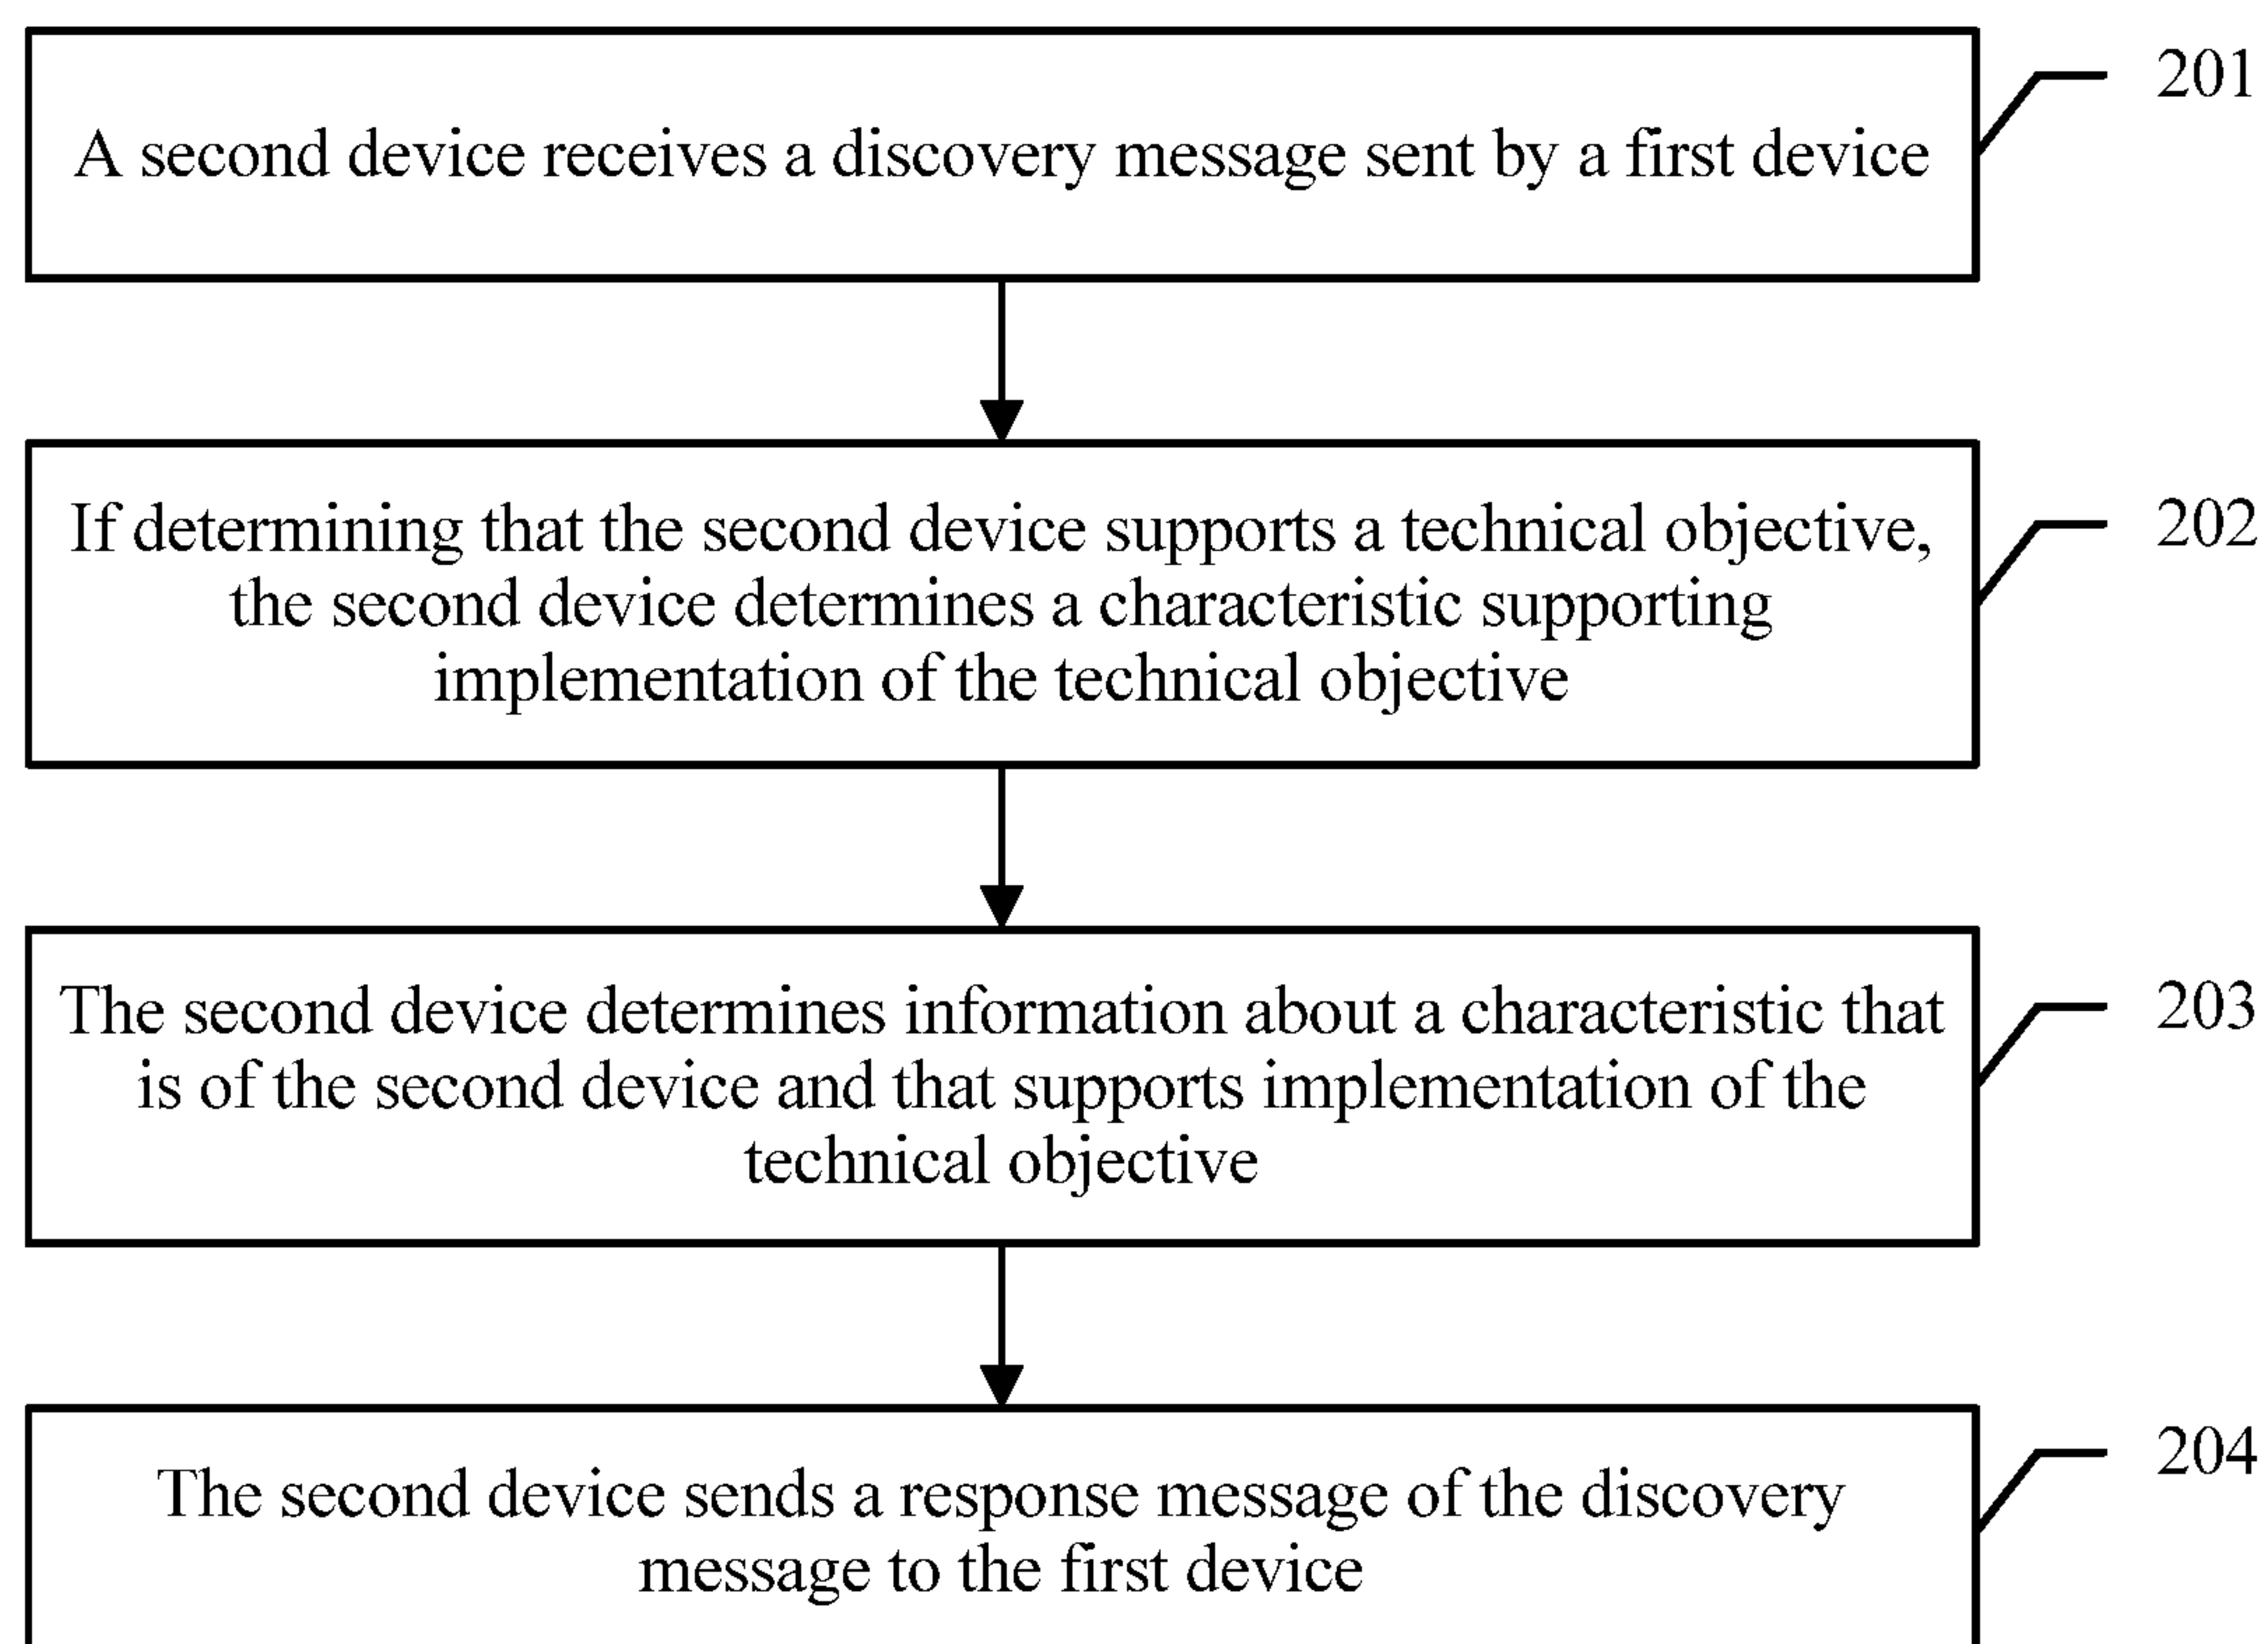 A second device receives a discovery message sent by a first device
201
If determining that the second device supports a technical objective,
the second device determines a characteristic supporting
implementation of the technical objective
202
The second device determines information about a characteristic that
is of the second device and that supports implementation of the
technical objective
203
The second device sends a response message of the discovery
message to the first device
204